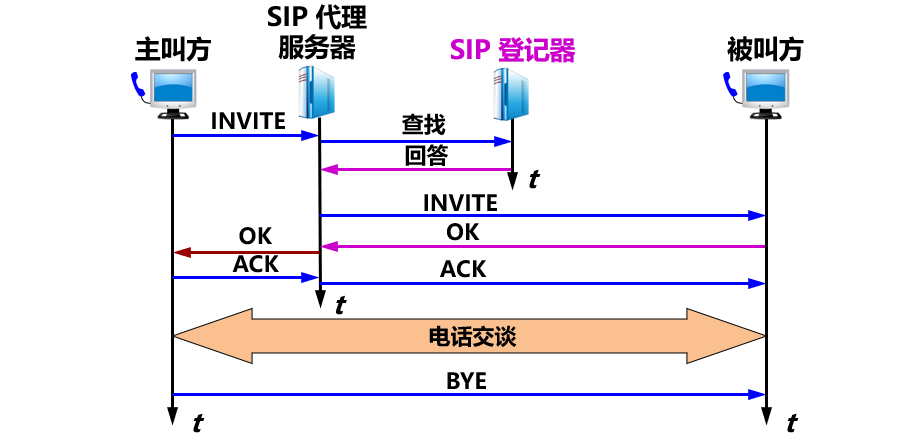 SIP 代理
服务器
主叫方
SIP 登记器
被叫方
INVITE
查找
回答
t
INVITE
OK
OK
ACK
ACK
t
电话交谈
BYE
t
t